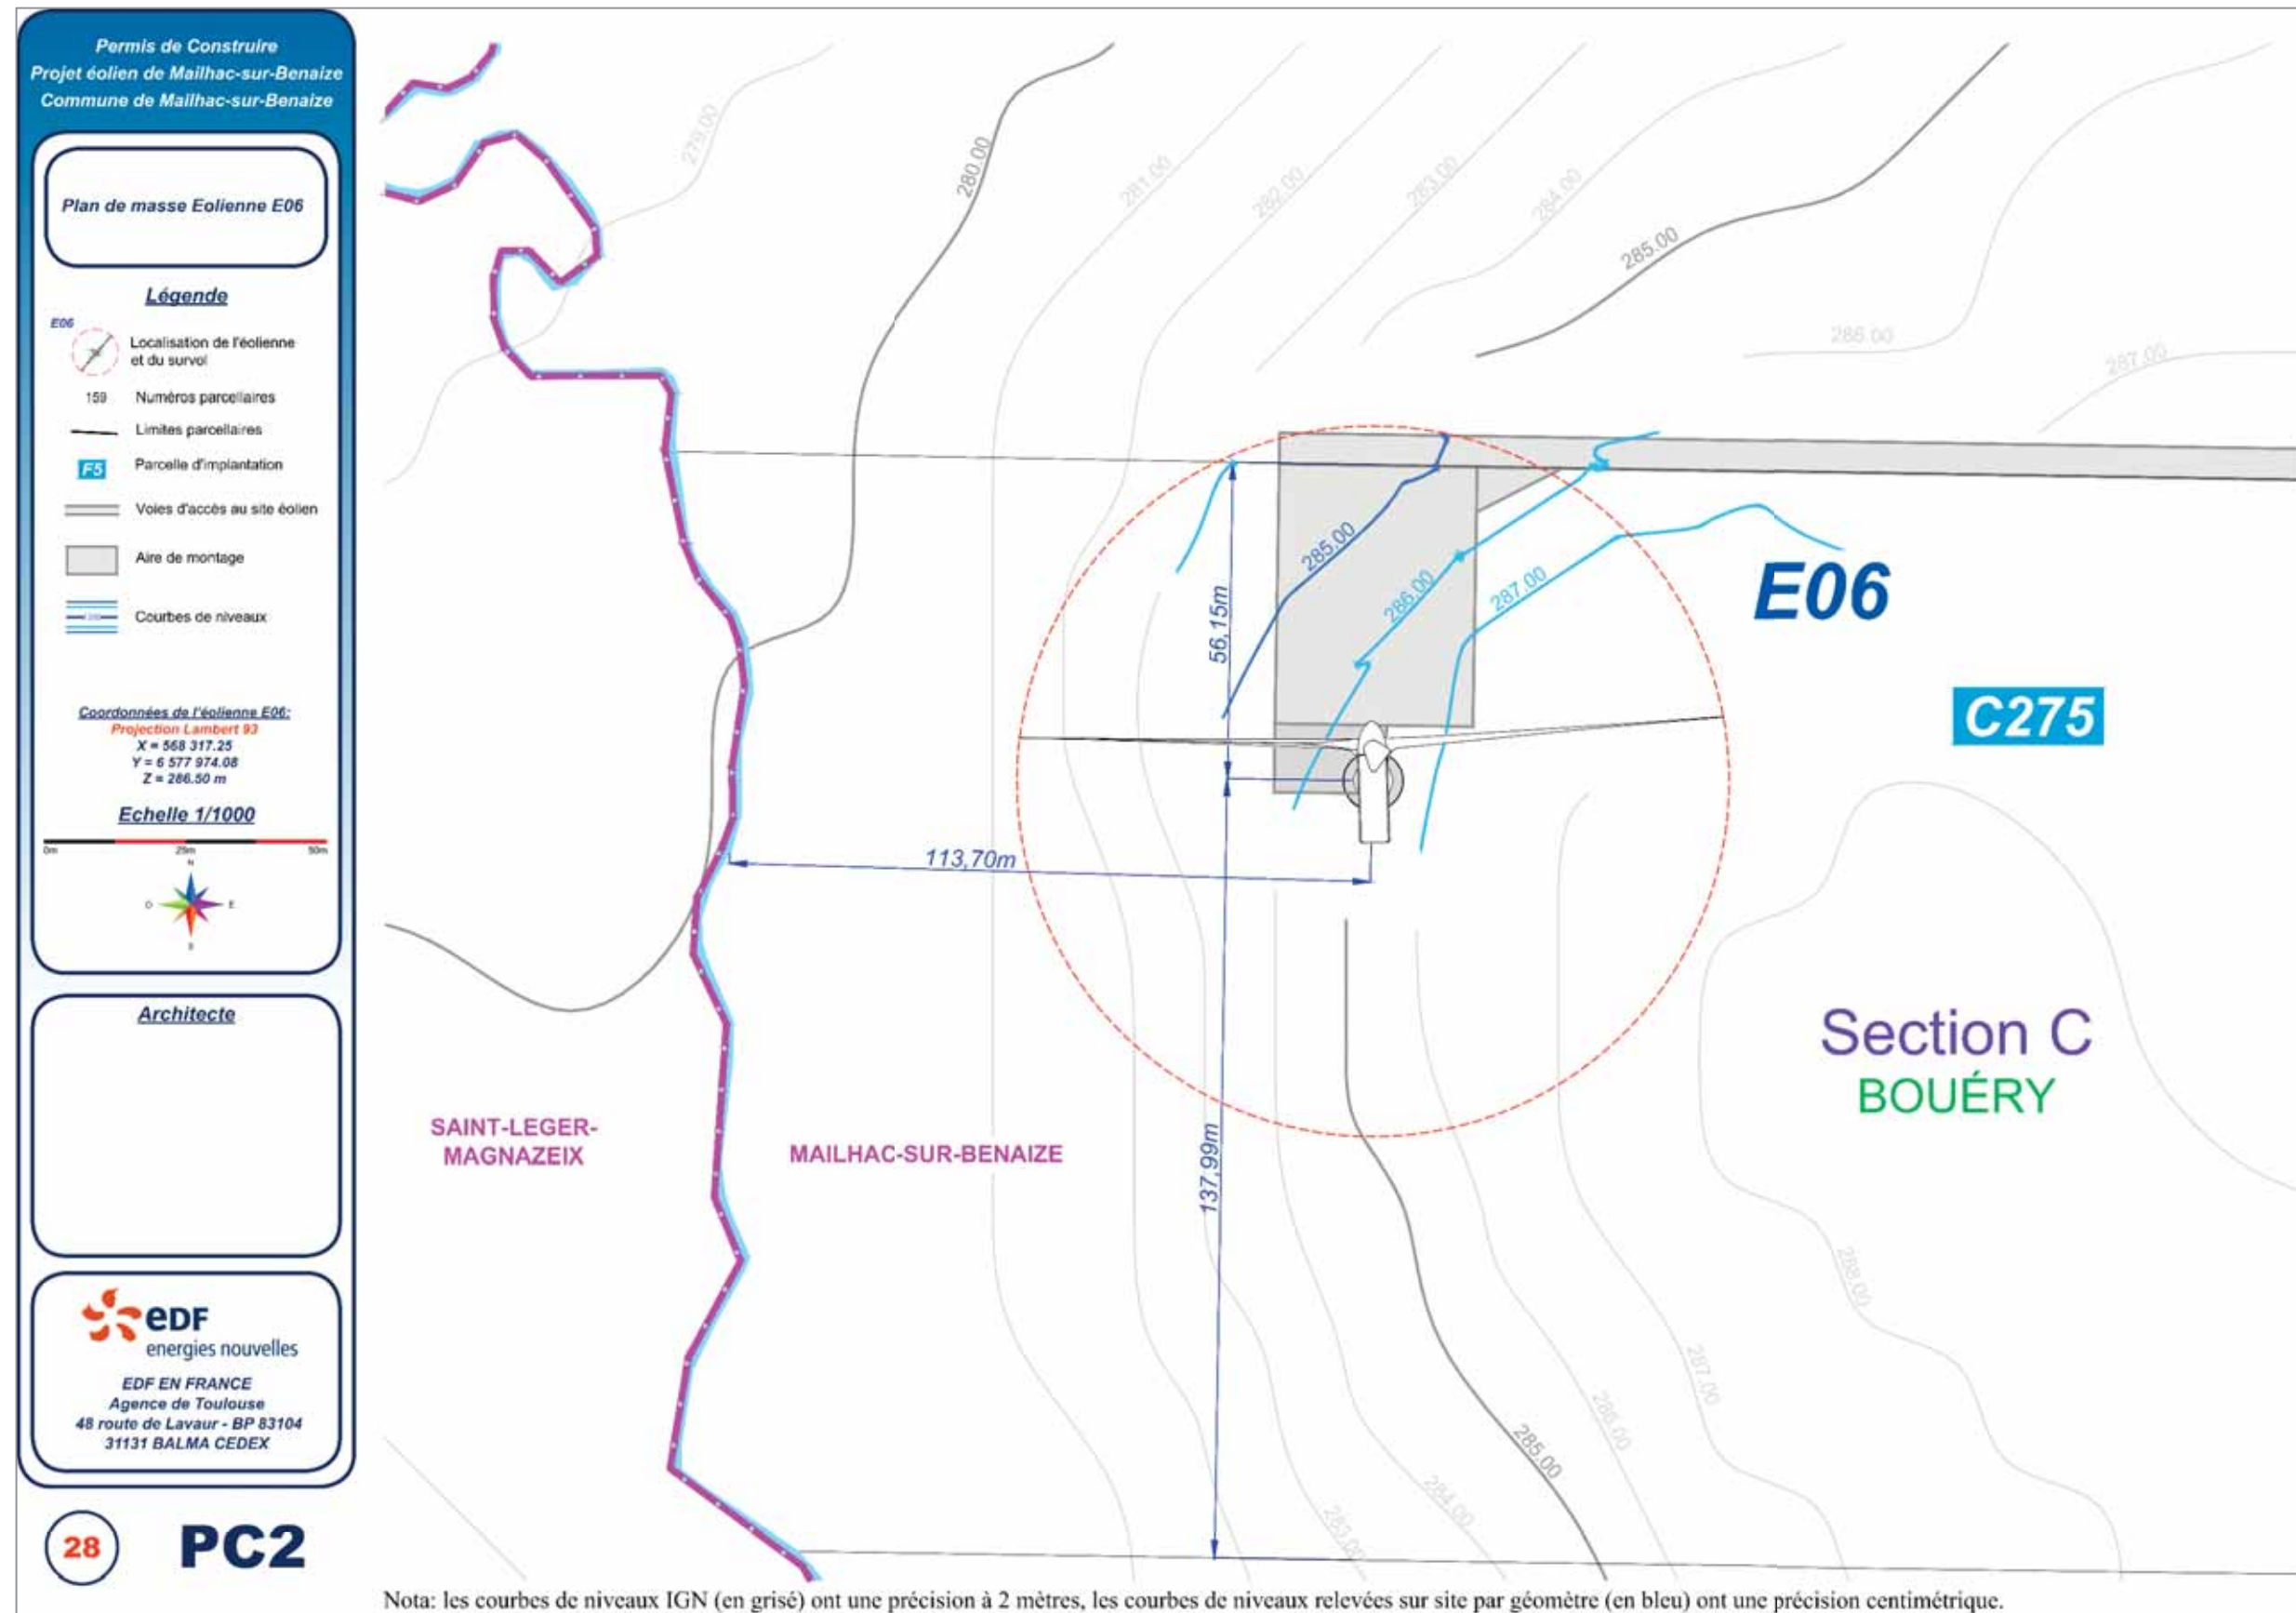 Permis de Construire
Projet éolien de Mailhac-sur-Benaize
Commune de Mailhac-sur-Benaize
Plan de masse Eolienne E06
Légende
E06
Localisation de l'éolienne
et du survol
159 Numéros parcellaires
Limites parcellaires
F5 Parcelle d'implantation
Voies d'accès au site éolien
Aire de montage
Courbes de niveaux
Coordonnées de l'éolienne E06:
Projection Lambert 93
X = 568 317.25
Y = 6 577 974.08
Z = 286.50 m
Echelle 1/1000
0m 25m 50m
N
O E
S
Architecte
eDF
energies nouvelles
EDF EN FRANCE
Agence de Toulouse
48 route de Lavaur - BP 83104
31131 BALMA CEDEX
28 PC2
279.00
280.00
281.00
282.00
283.00
284.00
285.00
286.00
287.00
285.00
286.00
287.00
56,15m
E06
C275
113,70m
Section C
BOUÉRY
SAINT-LEGER-
MAGNAZEIX
MAILHAC-SUR-BENAIZE
137,99m
288.00
287.00
286.00
285.00
284.00
283.00
Nota: les courbes de niveaux IGN (en grisé) ont une précision à 2 mètres, les courbes de niveaux relevées sur site par géomètre (en bleu) ont une précision centimétrique.